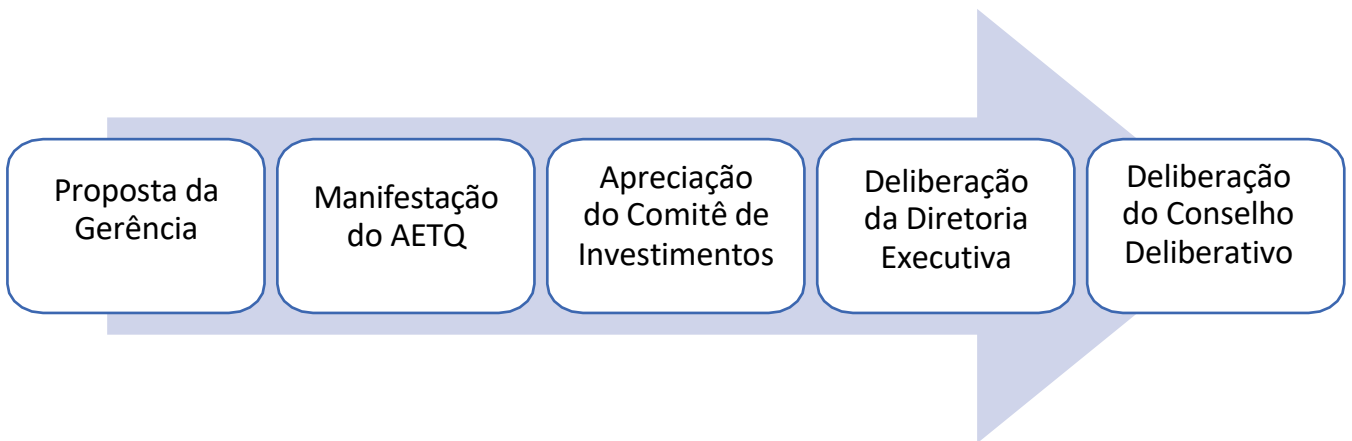 Proposta da
Gerência
Manifestação
do AETQ
Apreciação
do Comitê de
Investimentos
Deliberação
da Diretoria
Executiva
Deliberação
do Conselho
Deliberativo